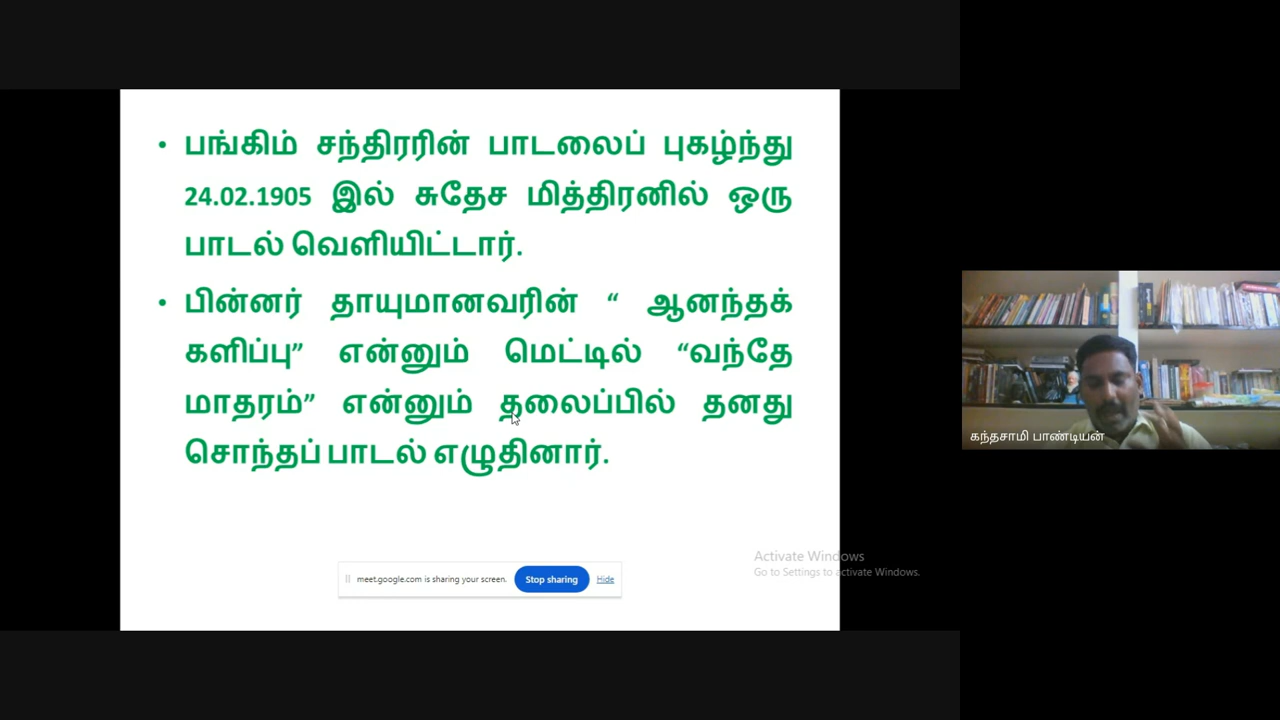 • பங்கிம் சந்திரரின் பாடலைப் புகழ்ந்து
24.02.1905 இல் சுதேச மித்திரனில் ஒரு
பாடல் வெளியிட்டார்.
• பின்னர் தாயுமானவரின் “ ஆனந்தக்
களிப்பு” என்னும் மெட்டில் “வந்தே
மாதரம்” என்னும் தலைப்பில் தனது
சொந்தப் பாடல் எழுதினார்.
கந்தசாமி பாண்டியன்
Activate Windows
Go to Settings to activate Windows.
meet.google.com is sharing your screen. Stop sharing Hide